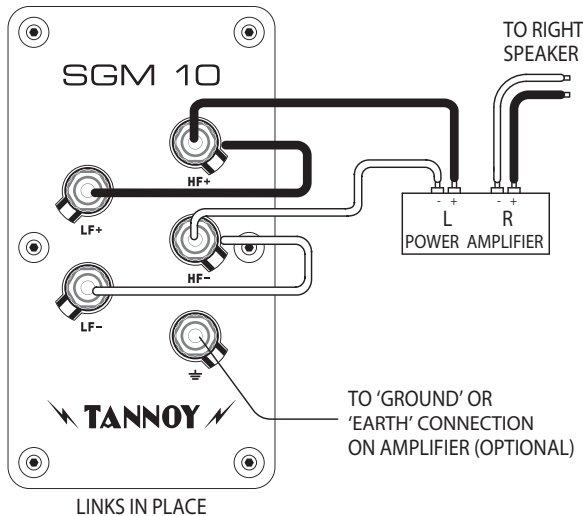 SGM 10
TO RIGHT
SPEAKER
HF+
LF+
- + - +
L R
POWER AMPLIFIER
HF-
LF-
TANNOY
TO ‘GROUND’ OR
‘EARTH’ CONNECTION
ON AMPLIFIER (OPTIONAL)
LINKS IN PLACE